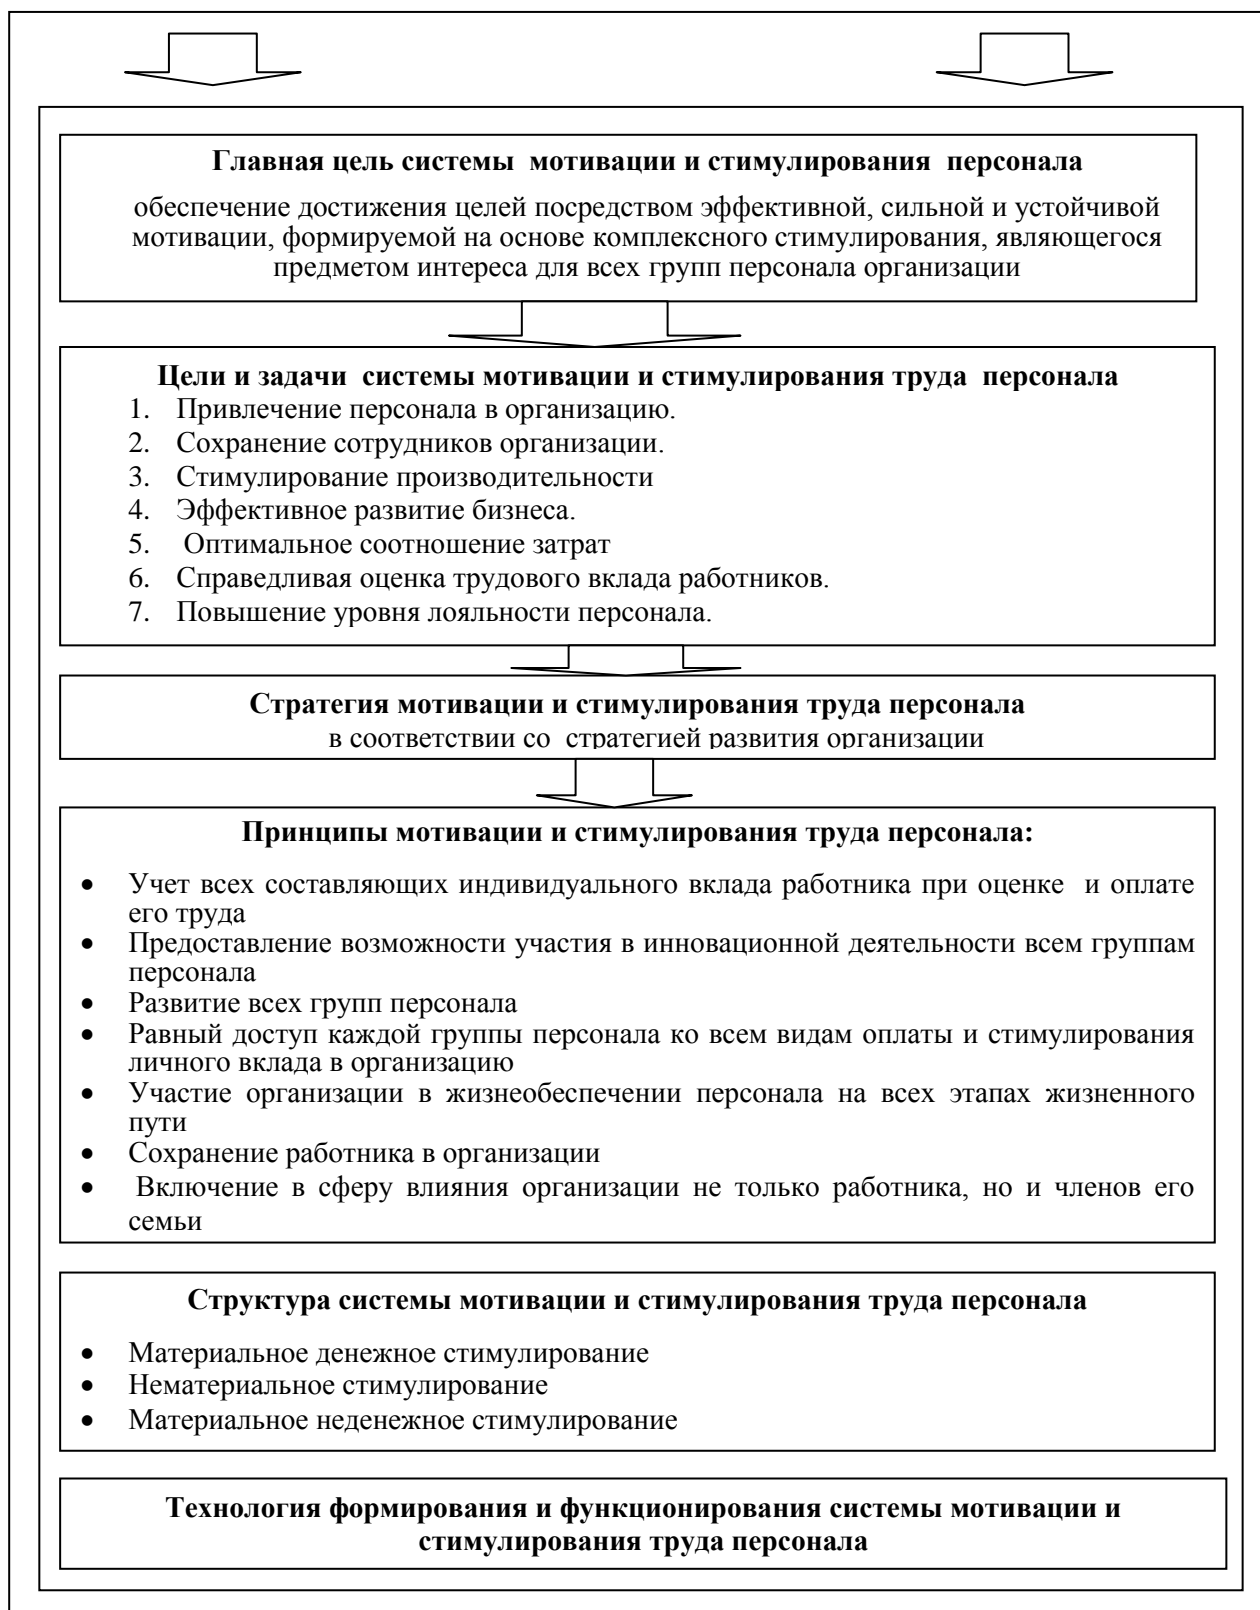 Главная цель системы мотивации и стимулирования персонала
обеспечение достижения целей посредством эффективной, сильной и устойчивой
мотивации, формируемой на основе комплексного стимулирования, являющегося
предметом интереса для всех групп персонала организации
Цели и задачи системы мотивации и стимулирования труда персонала
1. Привлечение персонала в организацию.
2. Сохранение сотрудников организации.
3. Стимулирование производительности
4. Эффективное развитие бизнеса.
5. Оптимальное соотношение затрат
6. Справедливая оценка трудового вклада работников.
7. Повышение уровня лояльности персонала.
Стратегия мотивации и стимулирования труда персонала
в соответствии со стратегией развития организации
Принципы мотивации и стимулирования труда персонала:
• Учет всех составляющих индивидуального вклада работника при оценке и оплате
его труда
• Предоставление возможности участия в инновационной деятельности всем группам
персонала
• Развитие всех групп персонала
• Равный доступ каждой группы персонала ко всем видам оплаты и стимулирования
личного вклада в организацию
• Участие организации в жизнеобеспечении персонала на всех этапах жизненного
пути
• Сохранение работника в организации
• Включение в сферу влияния организации не только работника, но и членов его
семьи
Структура системы мотивации и стимулирования труда персонала
• Материальное денежное стимулирование
• Нематериальное стимулирование
• Материальное неденежное стимулирование
Технология формирования и функционирования системы мотивации и
стимулирования труда персонала